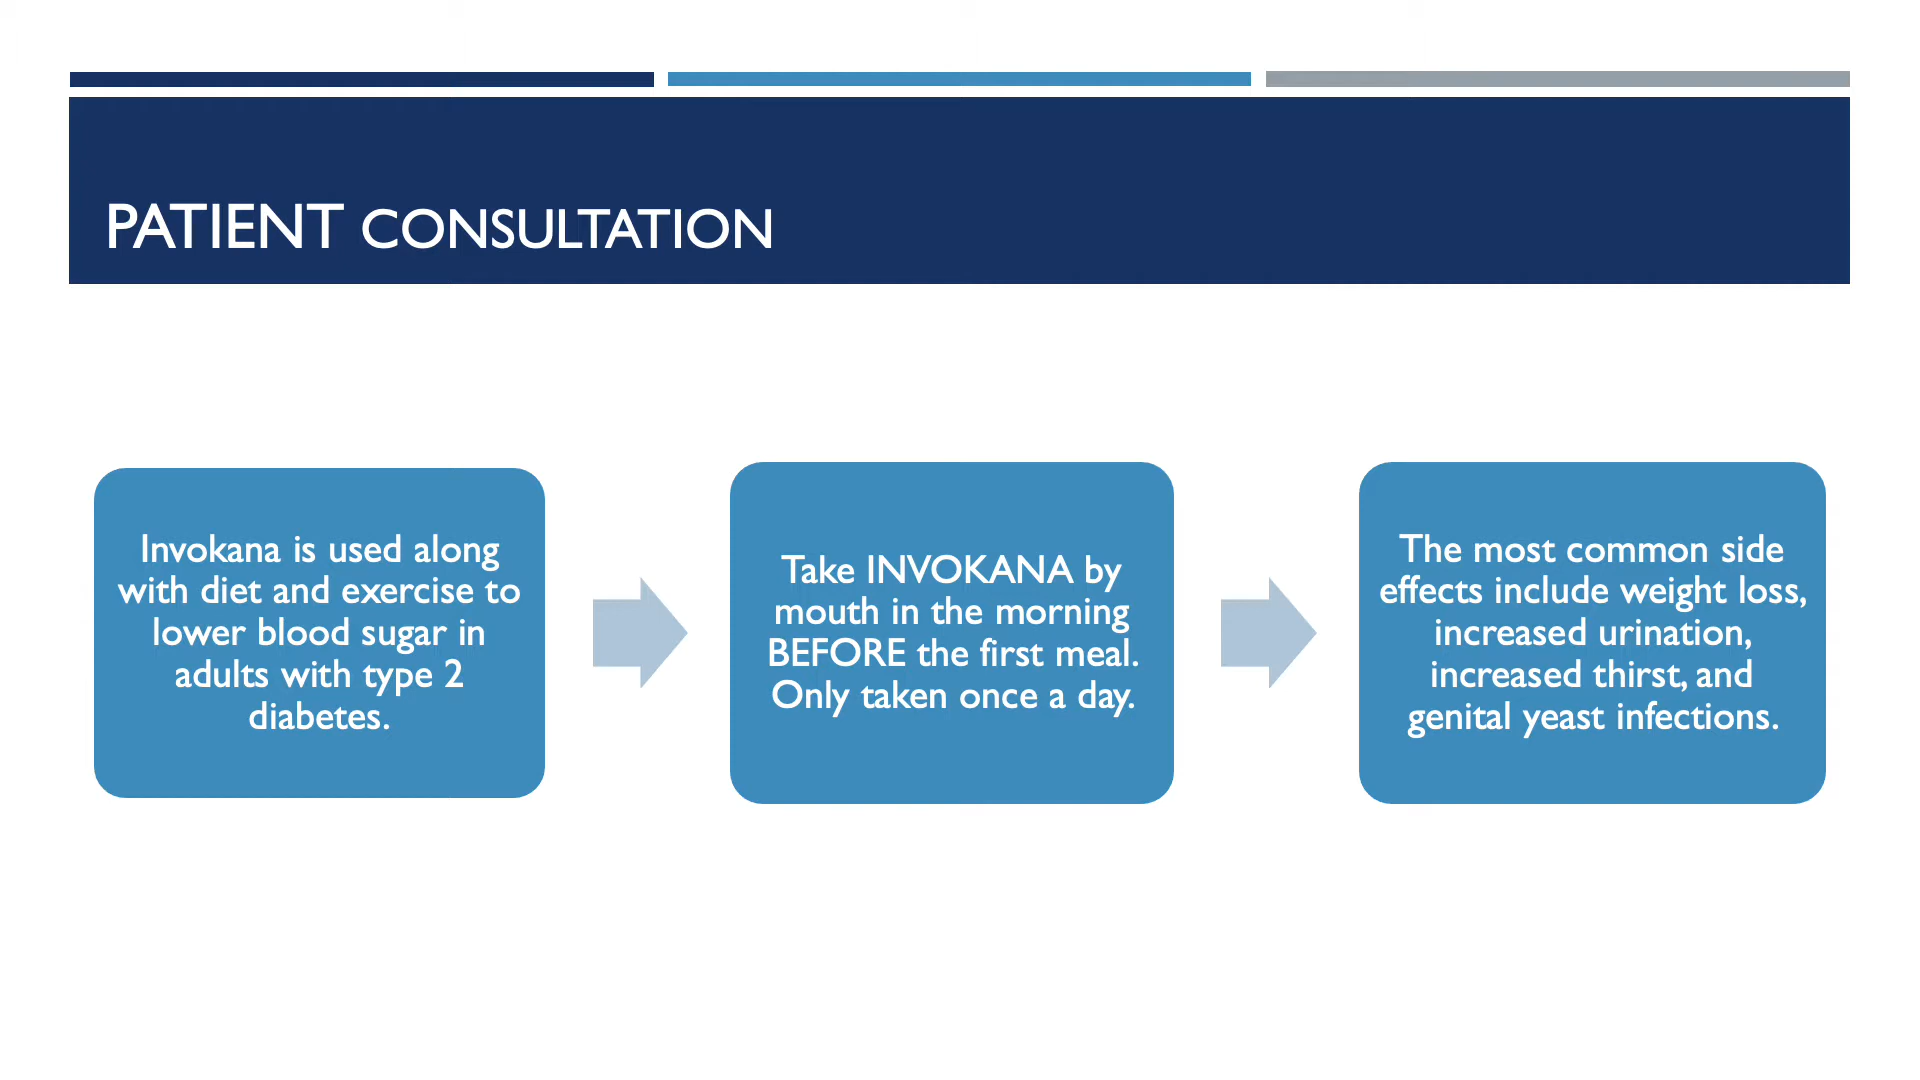 PATIENT CONSULTATION
Invokana is used along
with diet and exercise to
lower blood sugar in
adults with type 2
diabetes.
Take INVOKANA by
mouth in the morning
BEFORE the first meal.
Only taken once a day.
The most common side
effects include weight loss,
increased urination,
increased thirst, and
genital yeast infections.